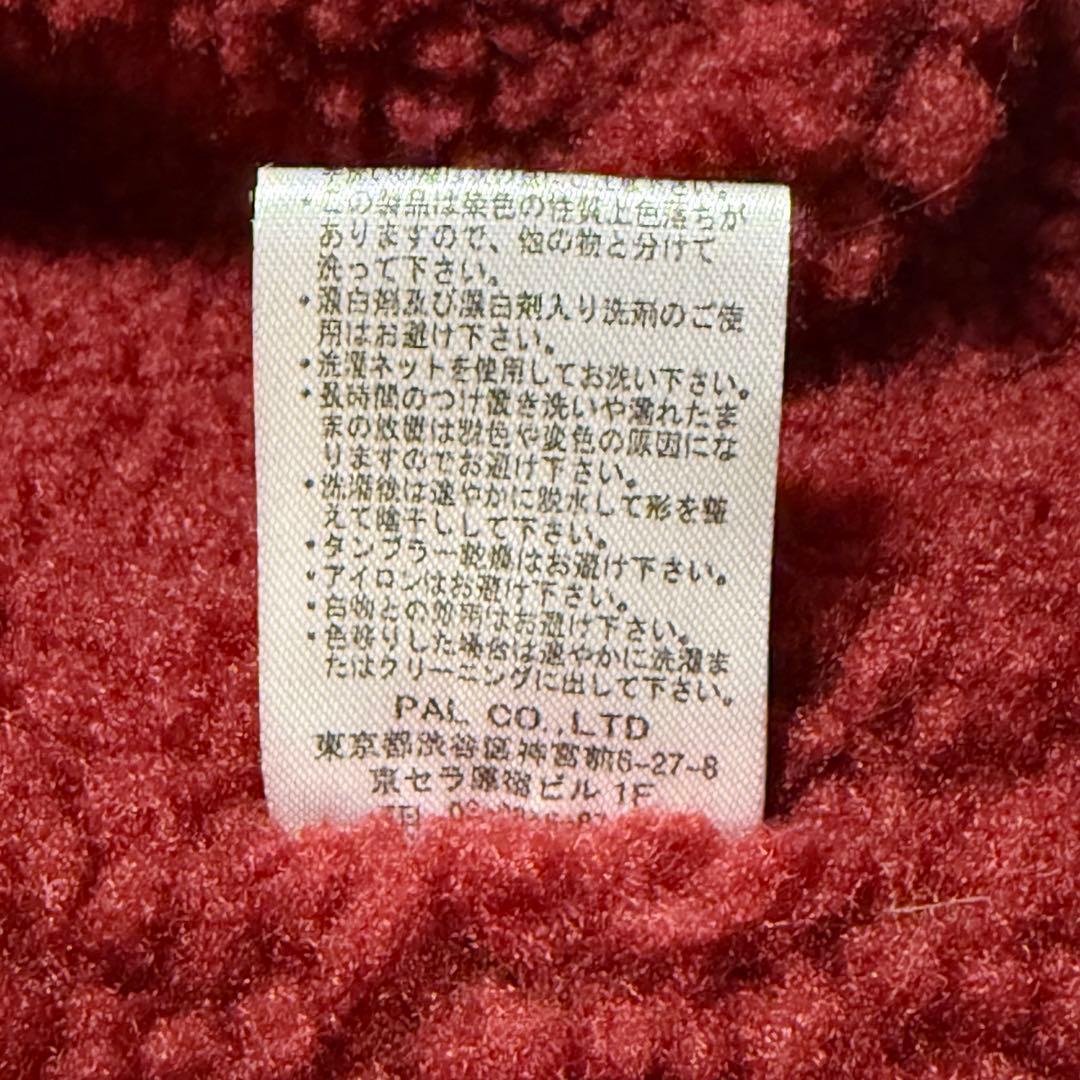 ・この製品は染色の性質上色落ちが
ありますので、他の物と分けて
洗って下さい。
・漂白剤及び漂白剤入り洗剤のご使
用はお避け下さい。
・洗濯ネットを使用してお洗い下さい。
・長時間のつけ置き洗いや濡れたま
まの放置は脱色や変色の原因にな
りますのでお避け下さい。
・洗濯後は速やかに脱水して形を整
えて陰干しして下さい。
・タンブラー乾燥はお避け下さい。
・アイロンはお避け下さい。
・白物との効用はお避け下さい。
・色移りした場合は速やかに洗濯ま
たはクリーニングに出して下さい。
PAL CO.,LTD
東京都渋谷区神宮前6-27-8
京セラ原宿ビル 1F